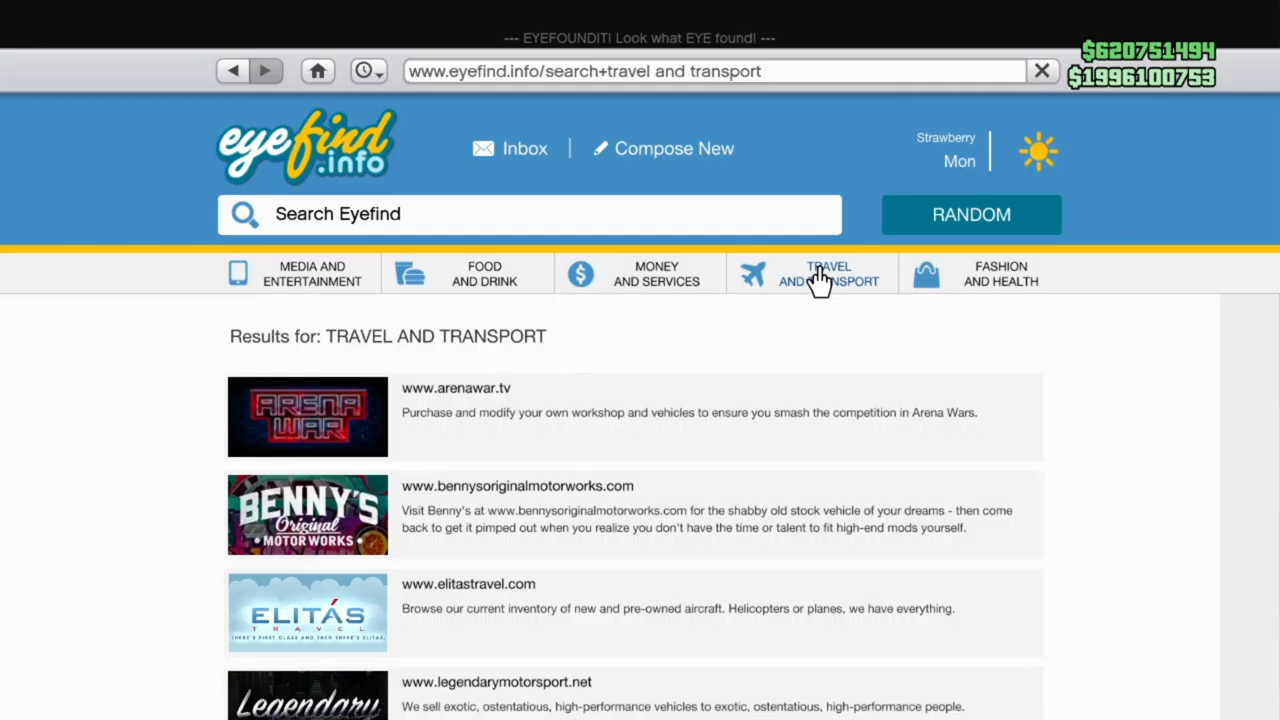 --- EYEFOUNDIT! Look what EYE found! ---
$620751494
$1996100753
www.eyefind.info/search+travel and transport
eyefind
.info
Inbox
Compose New
Strawberry
Mon
Search Eyefind
RANDOM
MEDIA AND
ENTERTAINMENT
FOOD
AND DRINK
MONEY
AND SERVICES
TRAVEL
AND TRANSPORT
FASHION
AND HEALTH
Results for: TRAVEL AND TRANSPORT
ARENA
WAR
www.arenawar.tv
Purchase and modify your own workshop and vehicles to ensure you smash the competition in Arena Wars.
BENNY'S
Original
• MOTOR WORKS •
www.bennysoriginalmotorworks.com
Visit Benny's at www.bennysoriginalmotorworks.com for the shabby old stock vehicle of your dreams - then come
back to get it pimped out when you realize you don't have the time or talent to fit high-end mods yourself.
ELITÁS
TRAVEL
THERE'S FIRST CLASS AND THEN THERE'S ELITAS.
www.elitastravel.com
Browse our current inventory of new and pre-owned aircraft. Helicopters or planes, we have everything.
Legendary
www.legendarymotorsport.net
We sell exotic, ostentatious, high-performance vehicles to exotic, ostentatious, high-performance people.